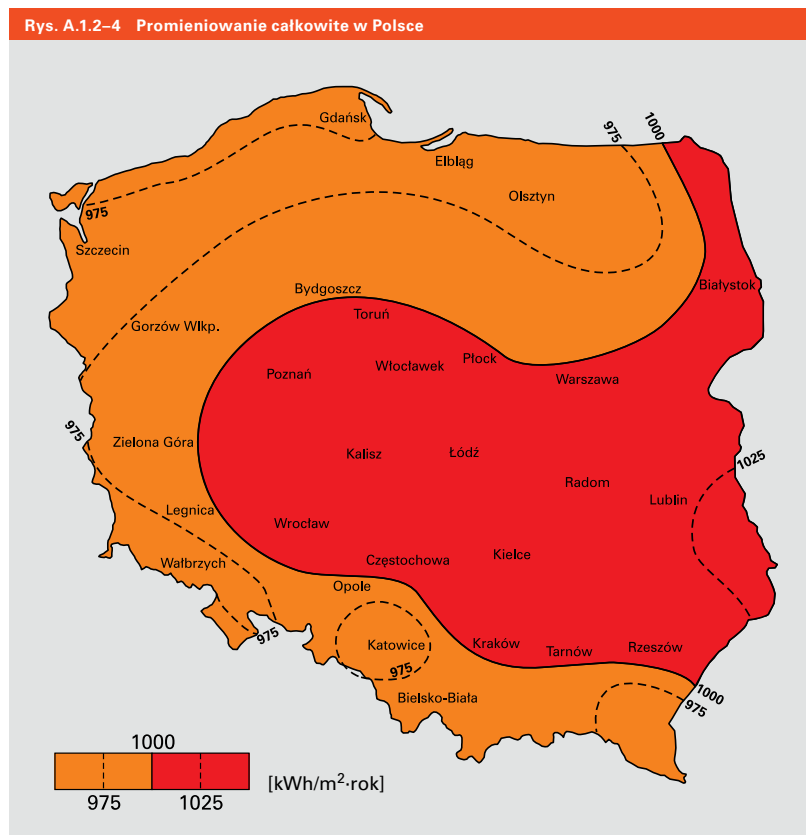 Rys. A.1.2–4 Promieniowanie całkowite w Polsce
Gdańsk
975
1000
Elbląg
Olsztyn
975
Szczecin
Białystok
Bydgoszcz
Toruń
Gorzów Wlkp.
Płock
Włocławek
Poznań
Warszawa
975
Zielona Góra
Kalisz
Łódź
1025
Radom
Lublin
Legnica
Wrocław
Kielce
Częstochowa
Wałbrzych
Opole
975
Katowice
Kraków
Tarnów
Rzeszów
975
Bielsko-Biała
1000
975
1000
[kWh/m²·rok]
975
1025